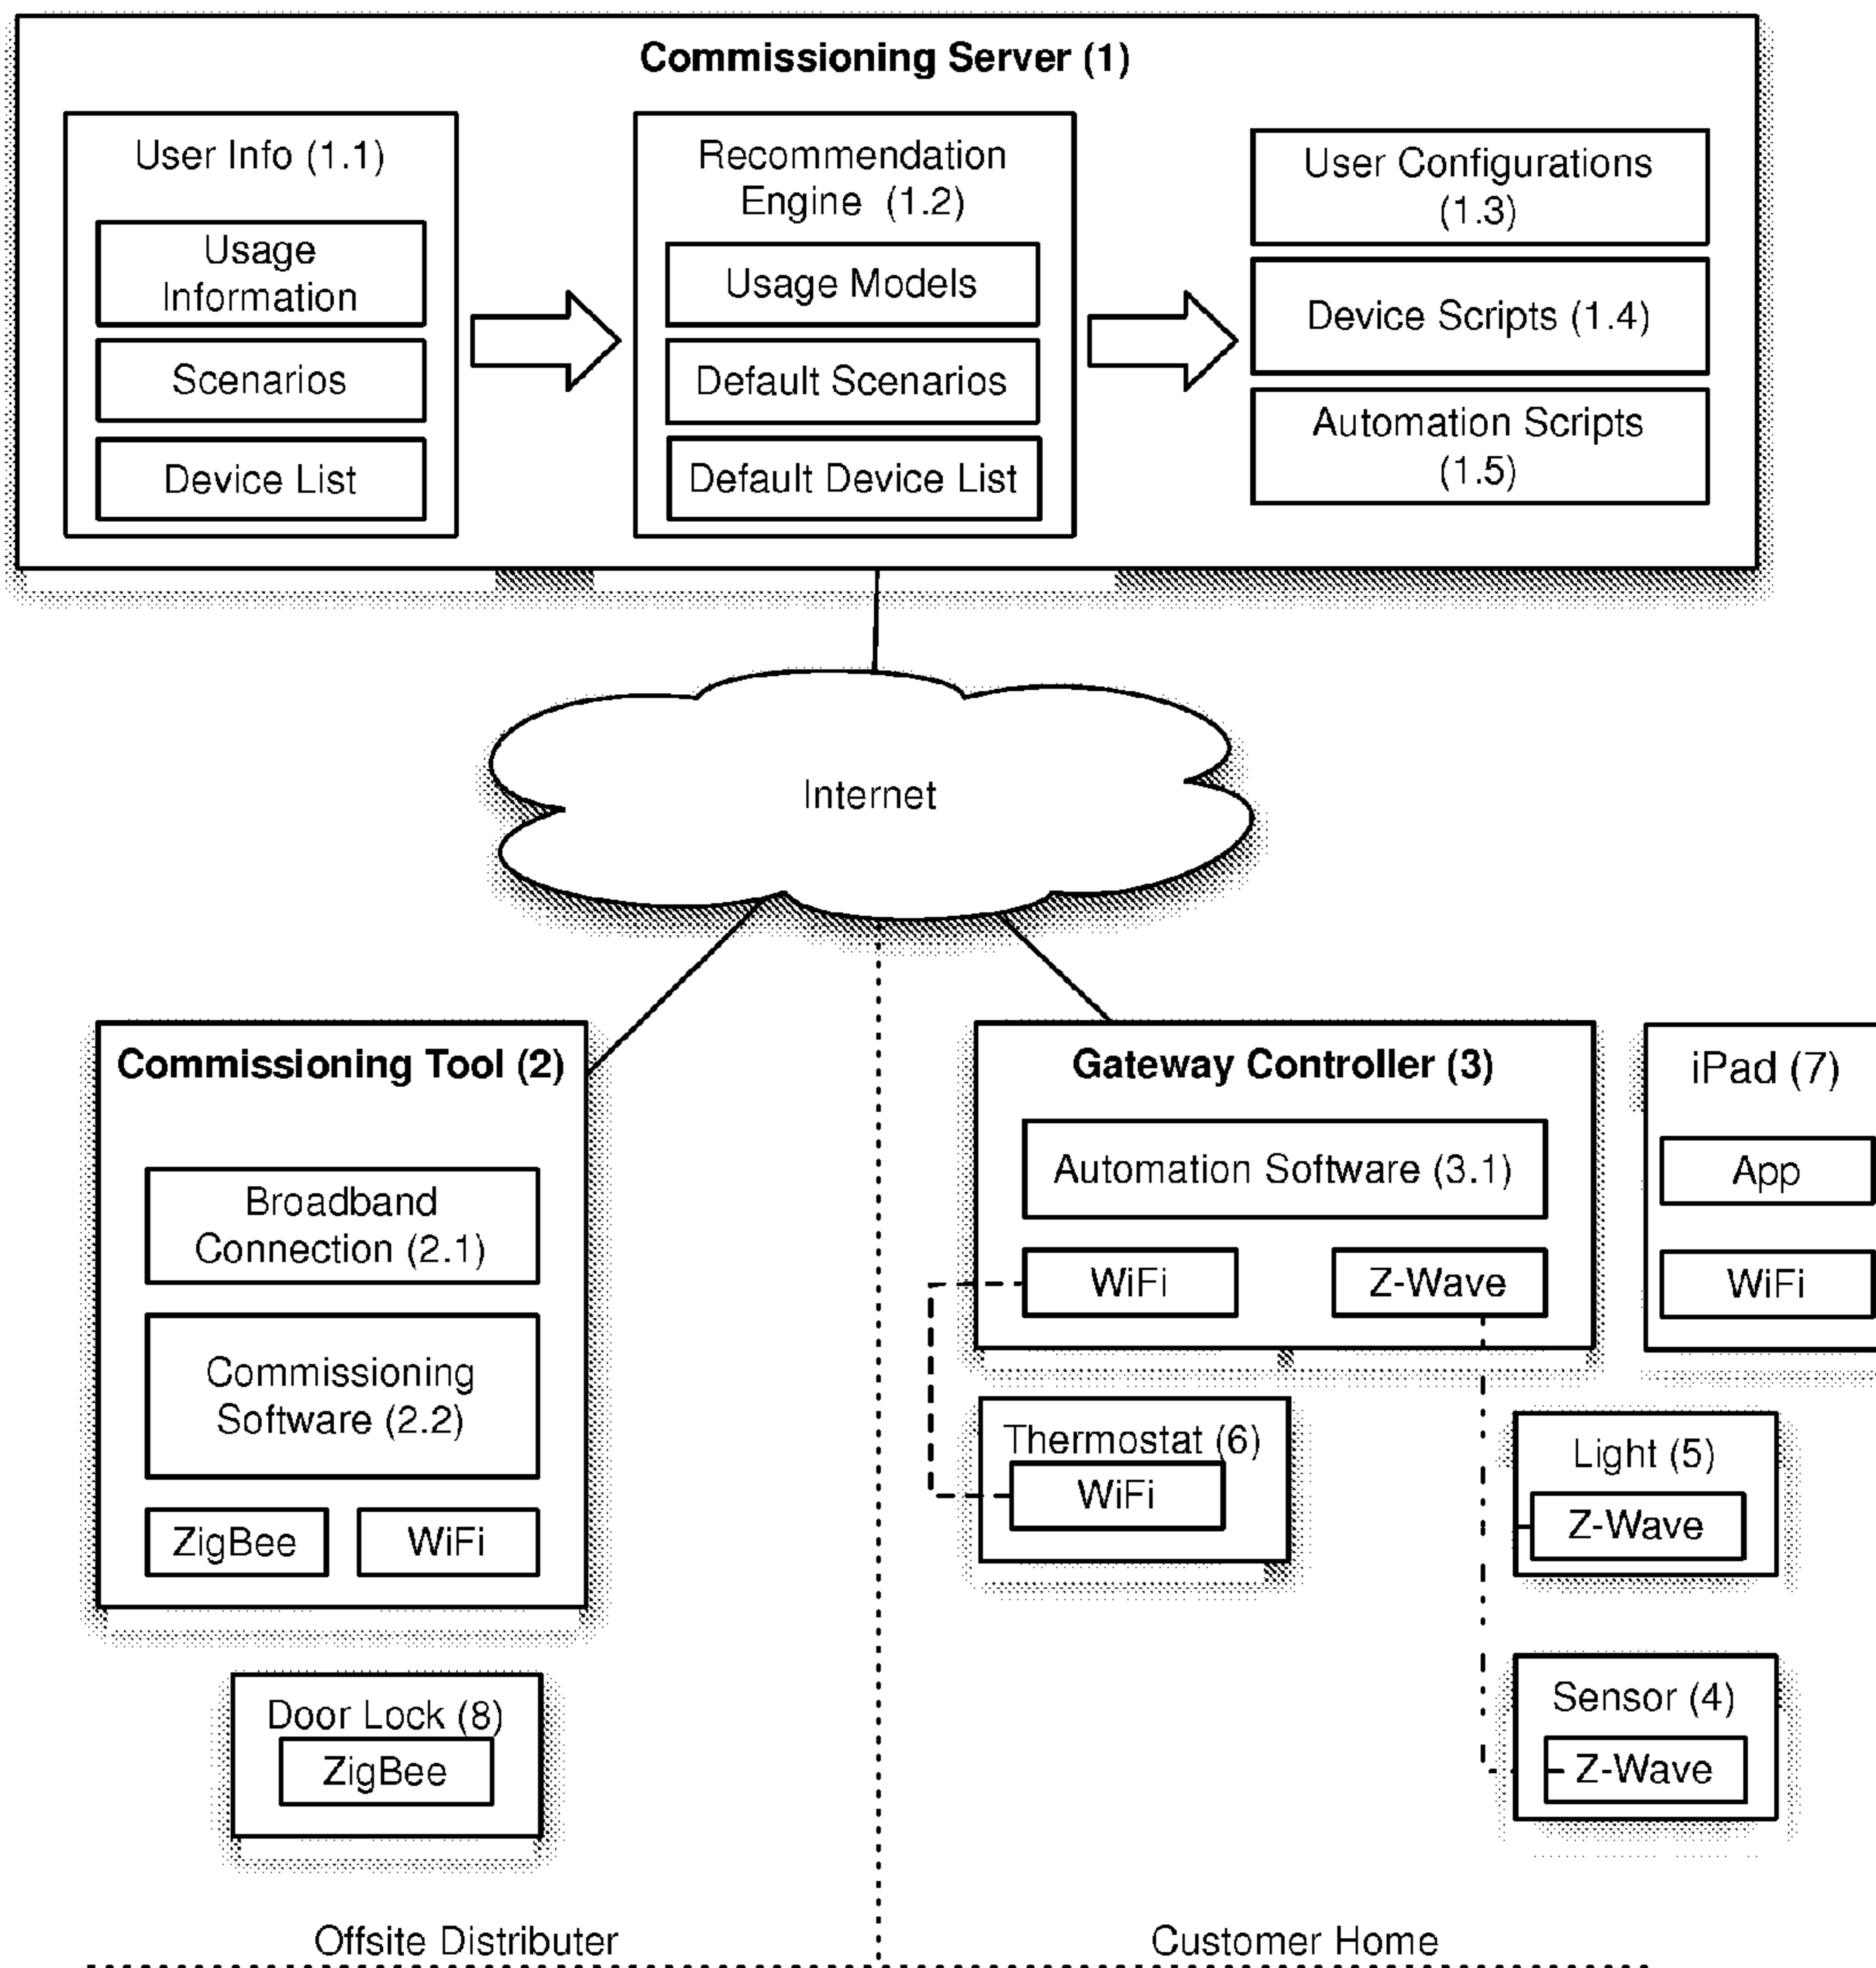 Commissioning Server (1)
User Info (1.1)
Usage
Information
Scenarios
Device List
Recommendation
Engine (1.2)
Usage Models
Default Scenarios
Default Device List
User Configurations
(1.3)
Device Scripts (1.4)
Automation Scripts
(1.5)
Internet
Commissioning Tool (2)
Broadband
Connection (2.1)
Commissioning
Software (2.2)
ZigBee
WiFi
Door Lock (8)
ZigBee
Gateway Controller (3)
Automation Software (3.1)
WiFi
Z-Wave
iPad (7)
App
WiFi
Thermostat (6)
WiFi
Light (5)
Z-Wave
Sensor (4)
Z-Wave
Offsite Distributer
Customer Home